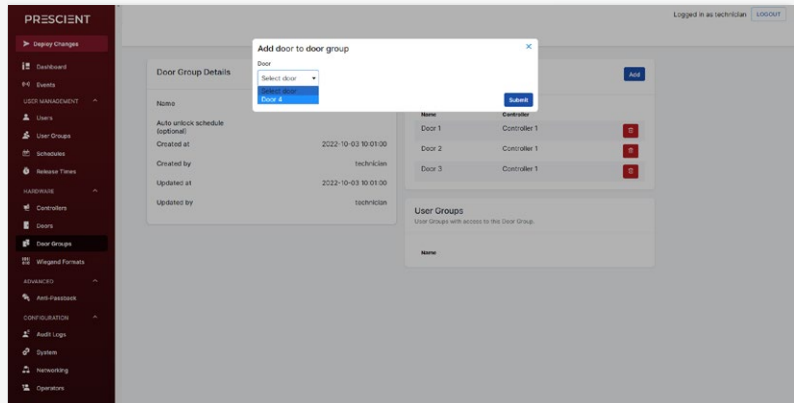 PRESCIENT
Logged in as technician LOGOUT
Deploy Changes
Dashboard
Events
USER MANAGEMENT
Users
User Groups
Schedules
Release Times
HARDWARE
Controllers
Doors
Door Groups
Wiegand Formats
ADVANCED
Anti-Passback
CONFIGURATION
Audit Logs
System
Networking
Operators
Add door to door group
Door
Select door
Select door
Door 4
Submit
Door Group Details
Name
Auto unlock schedule
(optional)
Created at 2022-10-03 10:01:00
Created by technician
Updated at 2022-10-03 10:01:00
Updated by technician
Add
Name Controller
Door 1 Controller 1
Door 2 Controller 1
Door 3 Controller 1
User Groups
User Groups with access to the Door Group.
Name